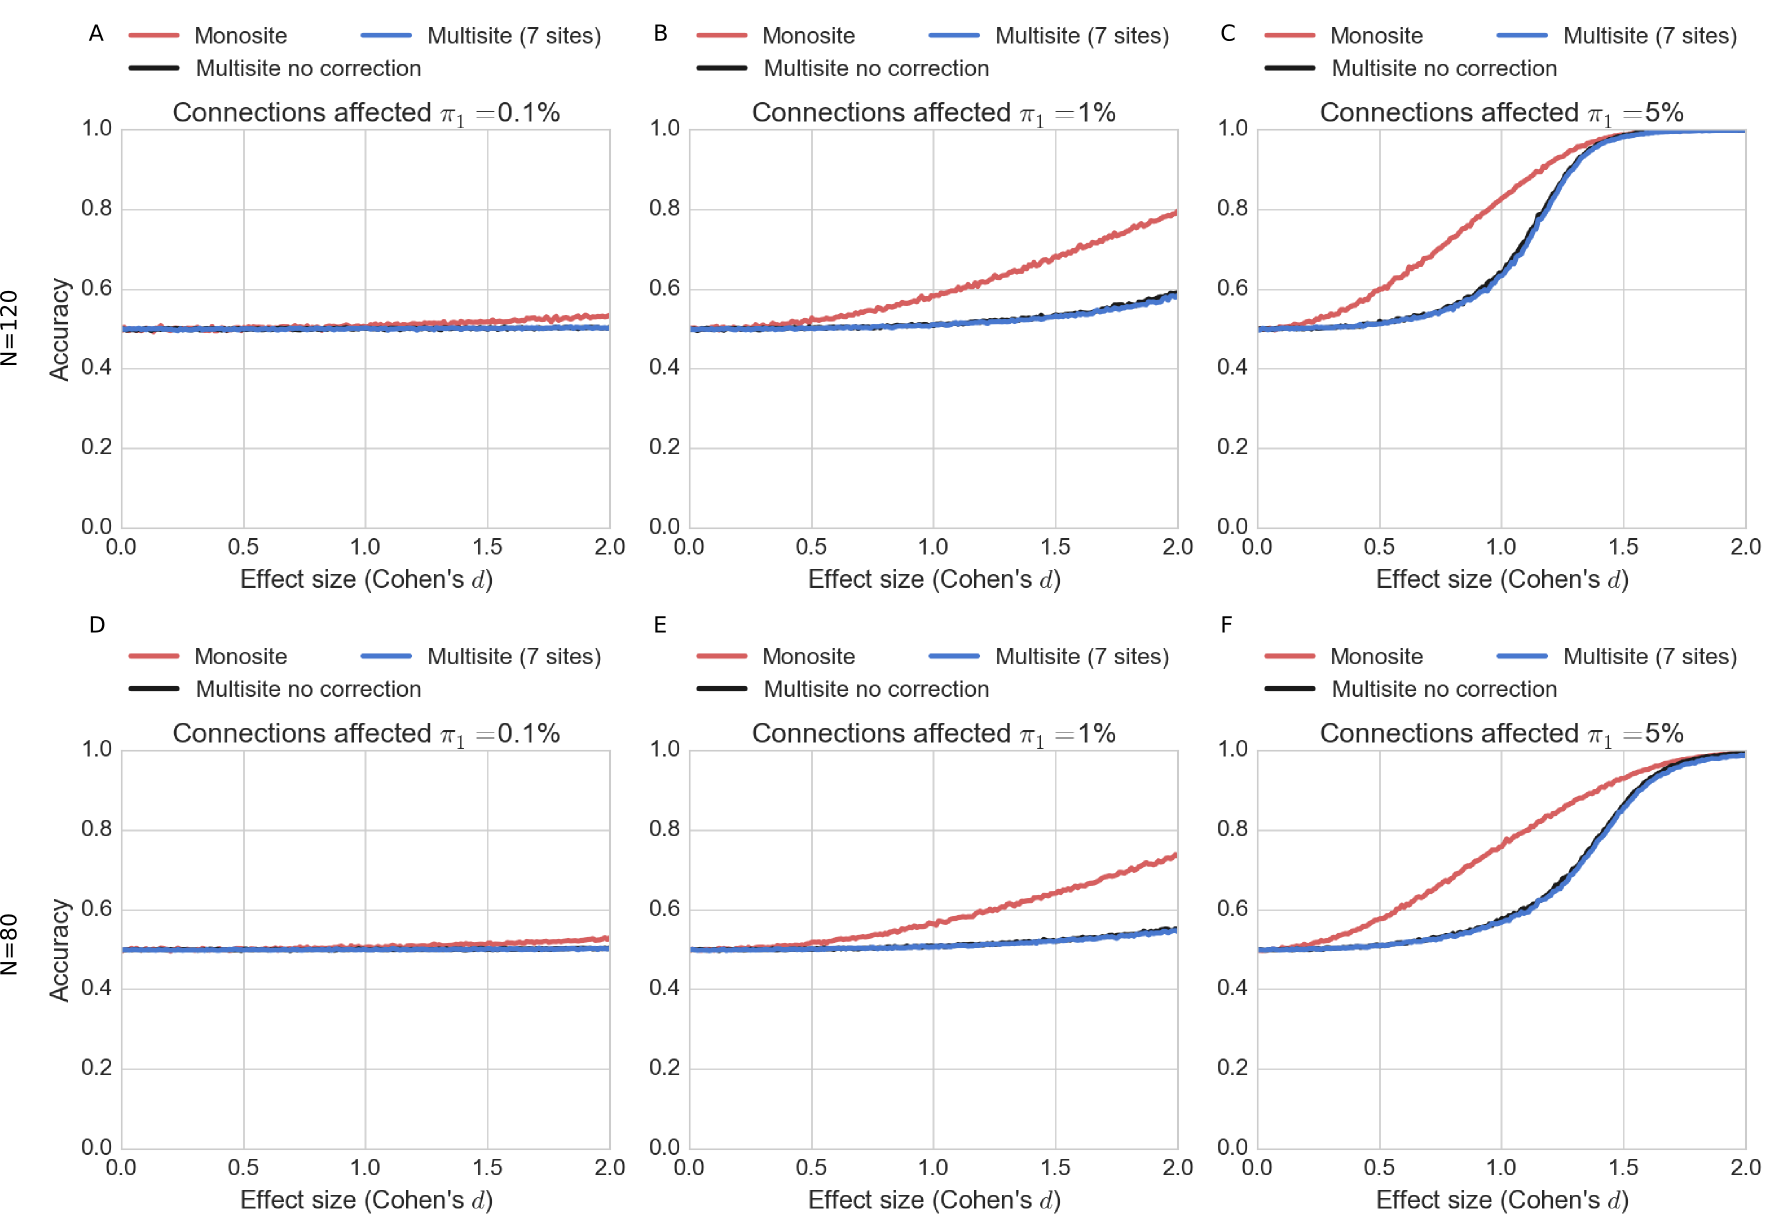 A Monosite Multisite (7 sites)
Multisite no correction
Connections affected π₁ =0.1%
B Monosite Multisite (7 sites)
Multisite no correction
Connections affected π₁ =1%
C Monosite Multisite (7 sites)
Multisite no correction
Connections affected π₁ =5%
N=120
Accuracy
1.0
0.8
0.6
0.4
0.2
0.0
0.0 0.5 1.0 1.5 2.0
Effect size (Cohen's d)
1.0
0.8
0.6
0.4
0.2
0.0
0.0 0.5 1.0 1.5 2.0
Effect size (Cohen's d)
1.0
0.8
0.6
0.4
0.2
0.0
0.0 0.5 1.0 1.5 2.0
Effect size (Cohen's d)
D
Monosite Multisite (7 sites)
Multisite no correction
Connections affected π₁ =0.1%
E
Monosite Multisite (7 sites)
Multisite no correction
Connections affected π₁ =1%
F
Monosite Multisite (7 sites)
Multisite no correction
Connections affected π₁ =5%
N=80
Accuracy
1.0
0.8
0.6
0.4
0.2
0.0
0.0 0.5 1.0 1.5 2.0
Effect size (Cohen's d)
1.0
0.8
0.6
0.4
0.2
0.0
0.0 0.5 1.0 1.5 2.0
Effect size (Cohen's d)
1.0
0.8
0.6
0.4
0.2
0.0
0.0 0.5 1.0 1.5 2.0
Effect size (Cohen's d)